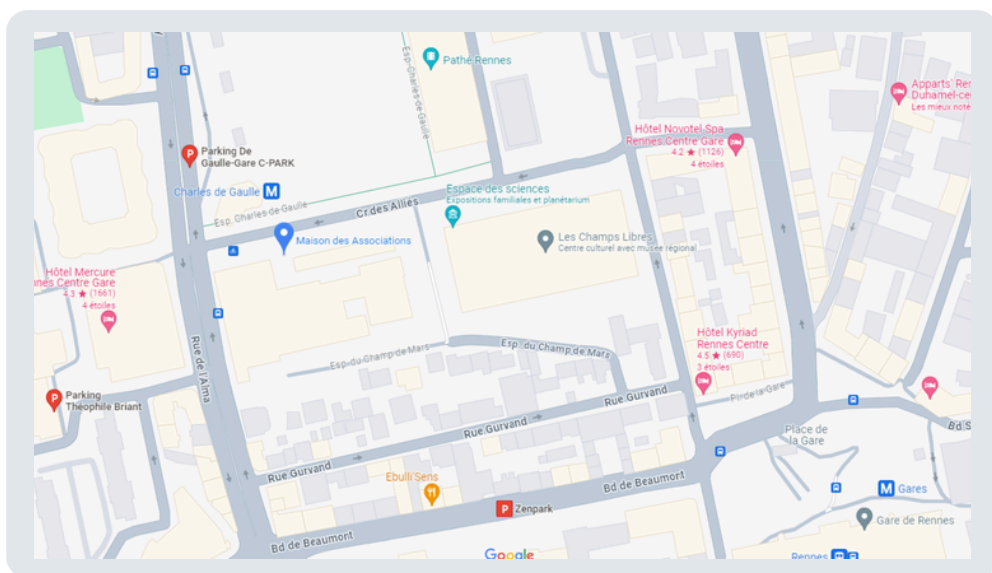 Pathé Rennes
Esp. Charles de Gaulle
Apparts' Re
Duhamel-ce
Les mieux noté
Hôtel Novotel Spa
Rennes Centre Gare
4.2 ★ (1126)
4 étoiles
Parking De
Gaulle-Gare C-PARK
Charles de Gaulle M
Espace des sciences
Expositions familiales et planétarium
Esp. Charles de Gaulle
Cr des Alliés
Maison des Associations
Les Champs Libres
Centre culturel avec musée régional
Hôtel Mercure
nnes Centre Gare
4.3 ★ (1661)
4 étoiles
Hôtel Kyriad
Rennes Centre
4.5 ★ (690)
3 étoiles
Rue de l'Alma
Esp. du Champ de Mars
Esp. du Champ de Mars
P Parking
Théophile Briant
Rue Gurvand
Pl. de la Gare
Rue Gurvand
Place de
la Gare
Bd S
Rue Gurvand
Ebulli Sens
Bd de Beaumont
M Gares
P Zenpark
Gare de Rennes
Bd de Beaumont
Google
Rennes